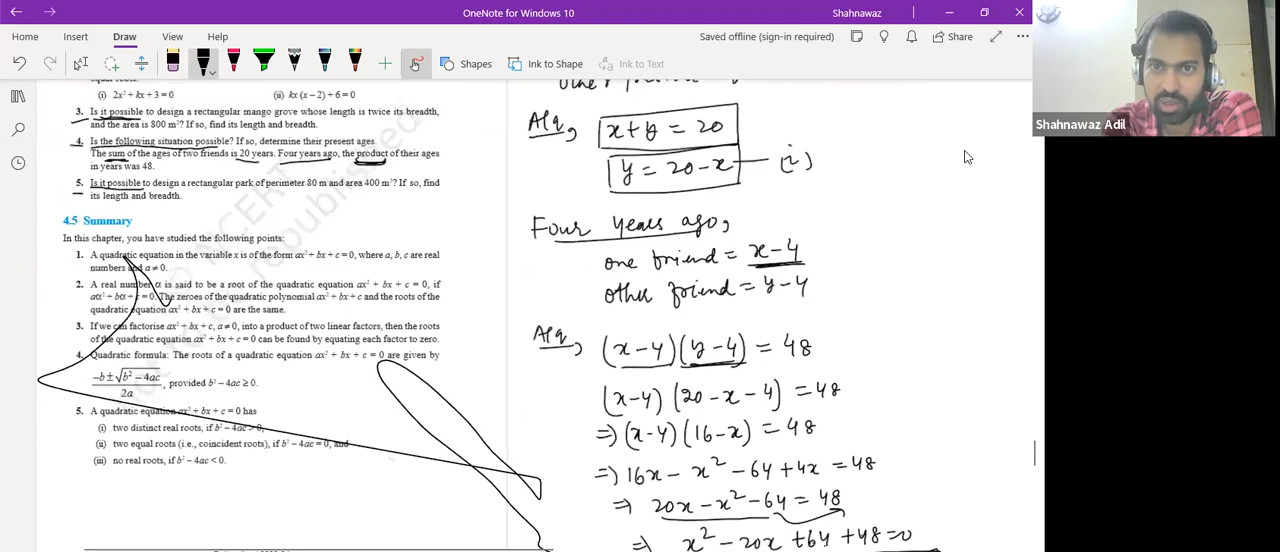 OneNote for Windows 10
Shahnawaz
Home Insert Draw View Help
Saved offline (sign-in required)
Share
Shapes
Ink to Shape
Ink to Text
(i) 2x² + kx + 3 = 0 (ii) kx (x – 2) + 6 = 0
3. Is it possible to design a rectangular mango grove whose length is twice its breadth,
and the area is 800 m²? If so, find its length and breadth.
4. Is the following situation possible? If so, determine their present ages.
The sum of the ages of two friends is 20 years. Four years ago, the product of their ages
in years was 48.
5. Is it possible to design a rectangular park of perimeter 80 m and area 400 m²? If so, find
its length and breadth.
4.5 Summary
In this chapter, you have studied the following points:
1. A quadratic equation in the variable x is of the form ax² + bx + c = 0, where a, b, c are real
numbers and a ≠ 0.
2. A real number α is said to be a root of the quadratic equation ax² + bx + c = 0, if
aα² + bα + c = 0. The zeroes of the quadratic polynomial ax² + bx + c and the roots of the
quadratic equation ax² + bx + c = 0 are the same.
3. If we can factorise ax² + bx + c, a ≠ 0, into a product of two linear factors, then the roots
of the quadratic equation ax² + bx + c = 0 can be found by equating each factor to zero.
4. Quadratic formula: The roots of a quadratic equation ax² + bx + c = 0 are given by
–b ± √b² – 4ac
2a
, provided b² – 4ac ≥ 0.
5. A quadratic equation ax² + bx + c = 0 has
(i) two distinct real roots, if b² – 4ac > 0,
(ii) two equal roots (i.e., coincident roots), if b² – 4ac = 0, and
(iii) no real roots, if b² – 4ac < 0.
AlQ, x + y = 20
y = 20 - x — (i)
Four years ago,
one friend = x - 4
other friend = y - 4
AlQ, (x-4)(y-4) = 48
(x-4)(20-x-4) = 48
⇒ (x-4)(16-x) = 48
⇒ 16x - x² - 64 + 4x = 48
⇒ 20x - x² - 64 = 48
⇒ x² - 20x + 64 + 48 = 0
Shahnawaz Adil